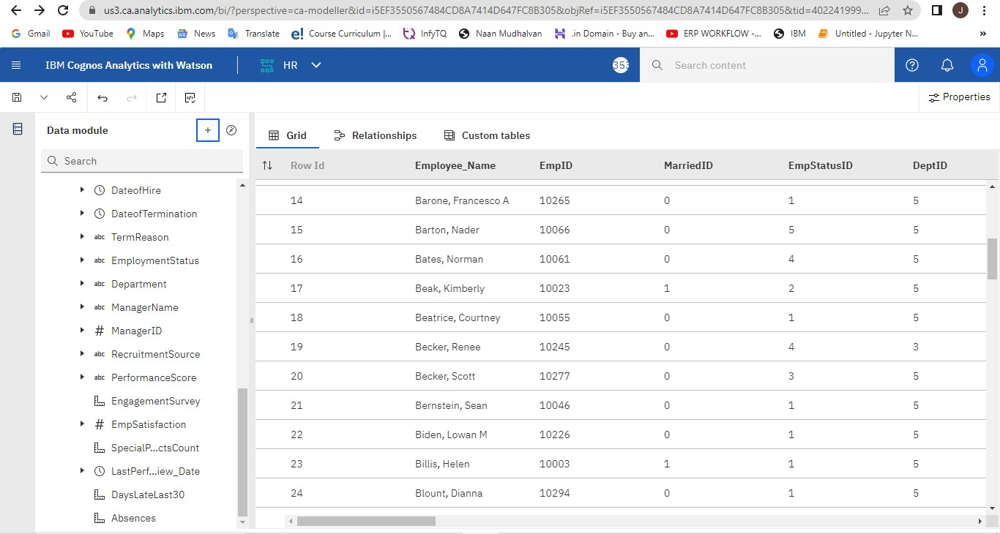 us3.ca.analytics.ibm.com/bi/?perspective=ca-modeller&id=i5EF3550567484CD8A7414D647FC8B305&objRef=i5EF3550567484CD8A7414D647FC8B305&tid=402241999...
J
Gmail YouTube Maps News Translate Course Curriculum |... InfyTQ Naan Mudhalvan .in Domain - Buy an... ERP WORKFLOW -... IBM Untitled - Jupyter N... »
IBM Cognos Analytics with Watson HR 353 Search content
Properties
Data module + Grid Relationships Custom tables
Search
Row Id Employee_Name EmpID MarriedID EmpStatusID DeptID
DateofHire
DateofTermination
abc TermReason
abc EmploymentStatus
abc Department
abc ManagerName
# ManagerID
abc RecruitmentSource
abc PerformanceScore
EngagementSurvey
# EmpSatisfaction
SpecialP...ctsCount
LastPerf...iew_Date
DaysLateLast30
Absences
14 Barone, Francesco A 10265 0 1 5
15 Barton, Nader 10066 0 5 5
16 Bates, Norman 10061 0 4 5
17 Beak, Kimberly 10023 1 2 5
18 Beatrice, Courtney 10055 0 1 5
19 Becker, Renee 10245 0 4 3
20 Becker, Scott 10277 0 3 5
21 Bernstein, Sean 10046 0 1 5
22 Biden, Lowan M 10226 0 1 5
23 Billis, Helen 10003 1 1 5
24 Blount, Dianna 10294 0 1 5